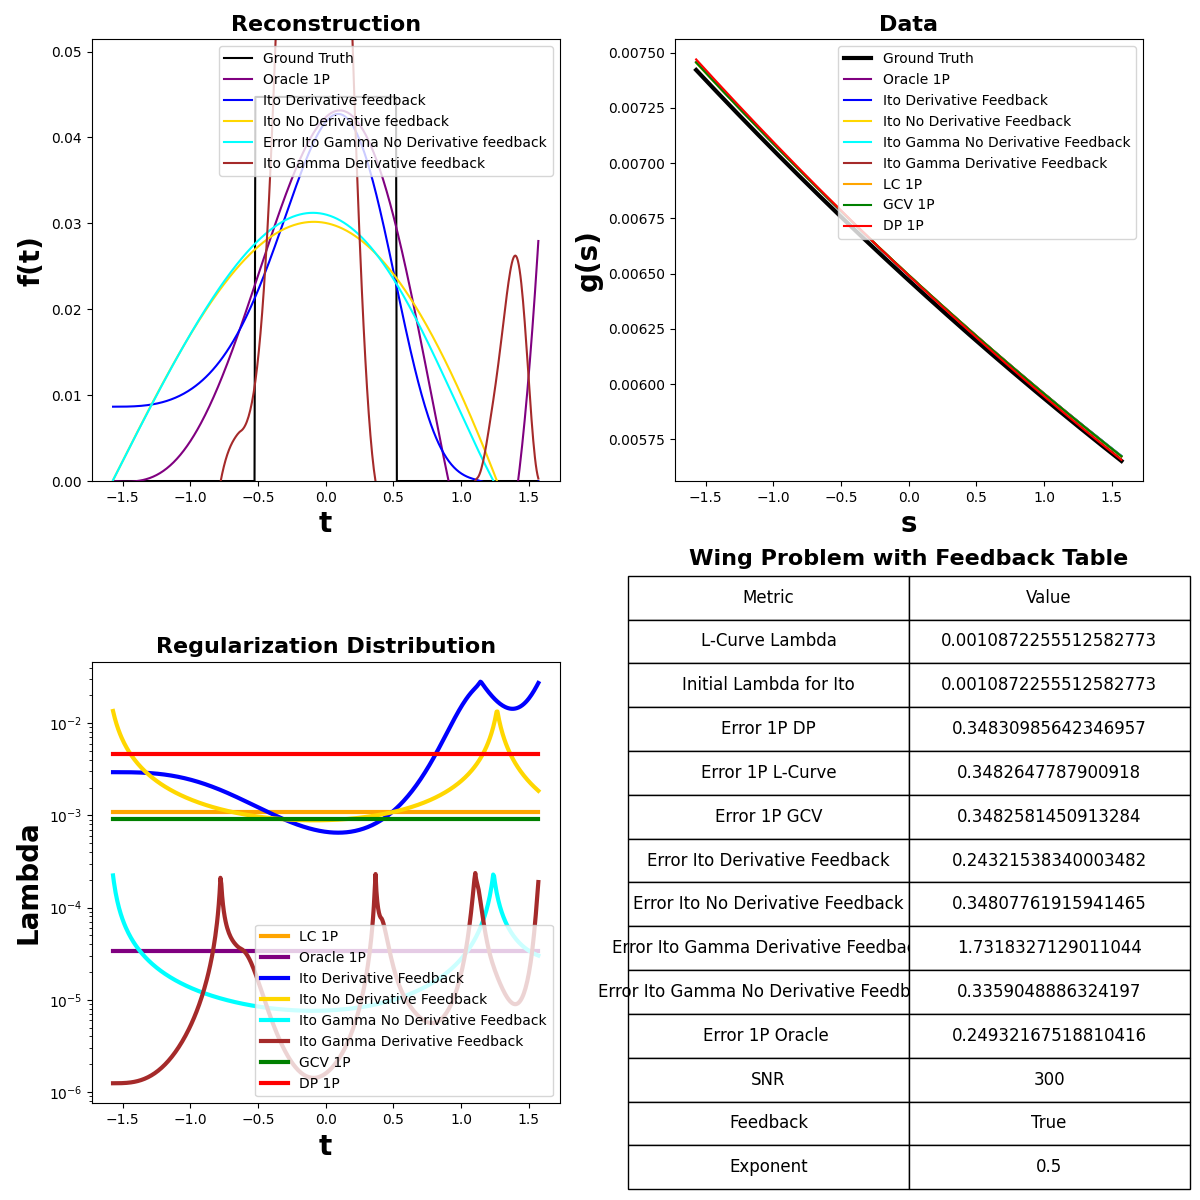 Reconstruction
0.05
0.04
0.03
0.02
0.01
0.00
f(t)
Ground Truth
Oracle 1P
Ito Derivative feedback
Ito No Derivative feedback
Error Ito Gamma No Derivative feedback
Ito Gamma Derivative feedback
−1.5 −1.0 −0.5 0.0 0.5 1.0 1.5
t
Data
0.00750
0.00725
0.00700
0.00675
0.00650
0.00625
0.00600
0.00575
g(s)
Ground Truth
Oracle 1P
Ito Derivative Feedback
Ito No Derivative Feedback
Ito Gamma No Derivative Feedback
Ito Gamma Derivative Feedback
LC 1P
GCV 1P
DP 1P
−1.5 −1.0 −0.5 0.0 0.5 1.0 1.5
s
Regularization Distribution
10−2
10−3
10−4
10−5
10−6
Lambda
LC 1P
Oracle 1P
Ito Derivative Feedback
Ito No Derivative Feedback
Ito Gamma No Derivative Feedback
Ito Gamma Derivative Feedback
GCV 1P
DP 1P
−1.5 −1.0 −0.5 0.0 0.5 1.0 1.5
t
Wing Problem with Feedback Table
Metric Value
L-Curve Lambda 0.0010872255512582773
Initial Lambda for Ito 0.0010872255512582773
Error 1P DP 0.34830985642346957
Error 1P L-Curve 0.3482647787900918
Error 1P GCV 0.3482581450913284
Error Ito Derivative Feedback 0.24321538340003482
Error Ito No Derivative Feedback 0.34807761915941465
Error Ito Gamma Derivative Feedbac 1.7318327129011044
Error Ito Gamma No Derivative Feedb 0.3359048886324197
Error 1P Oracle 0.24932167518810416
SNR 300
Feedback True
Exponent 0.5